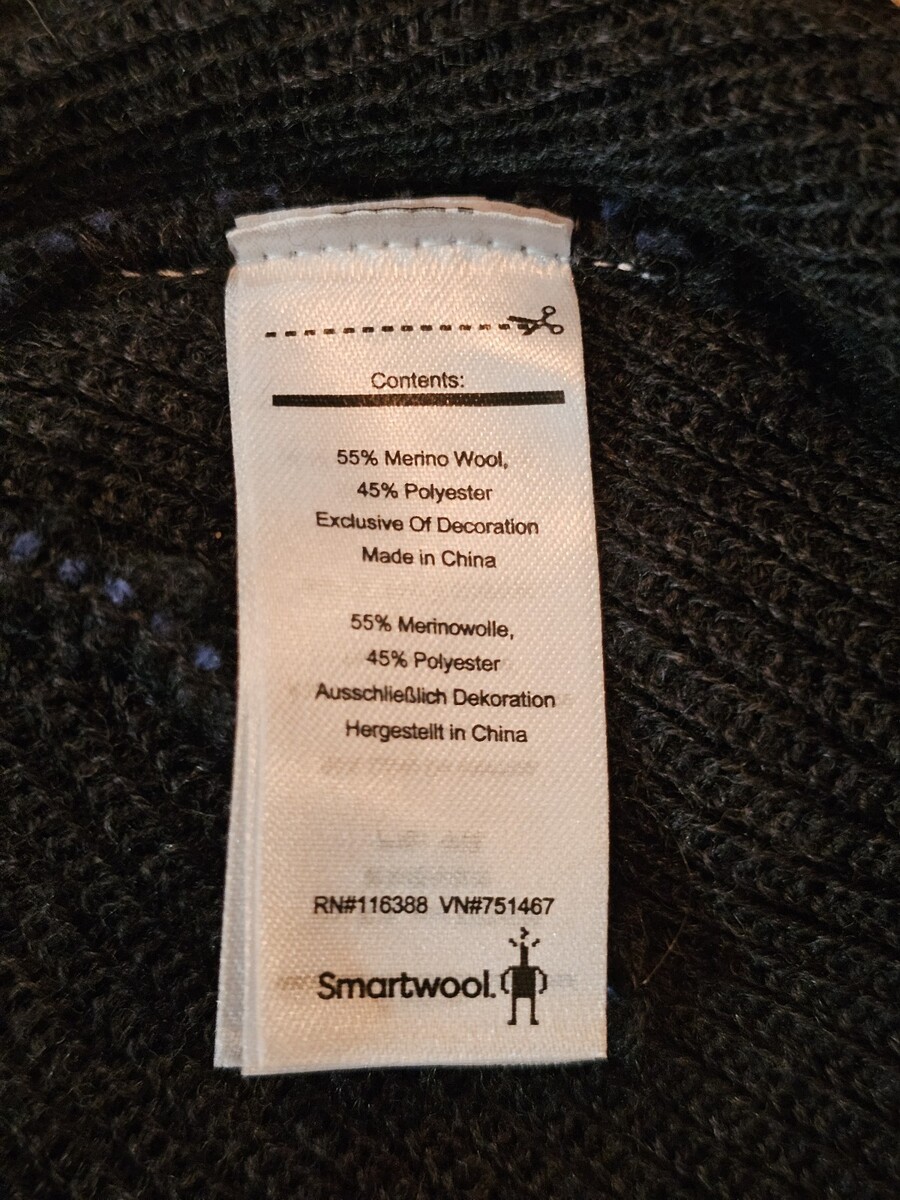 Contents:
55% Merino Wool,
45% Polyester
Exclusive Of Decoration
Made in China
55% Merinowolle,
45% Polyester
Ausschließlich Dekoration
Hergestellt in China
RN#116388 VN#751467
Smartwool.